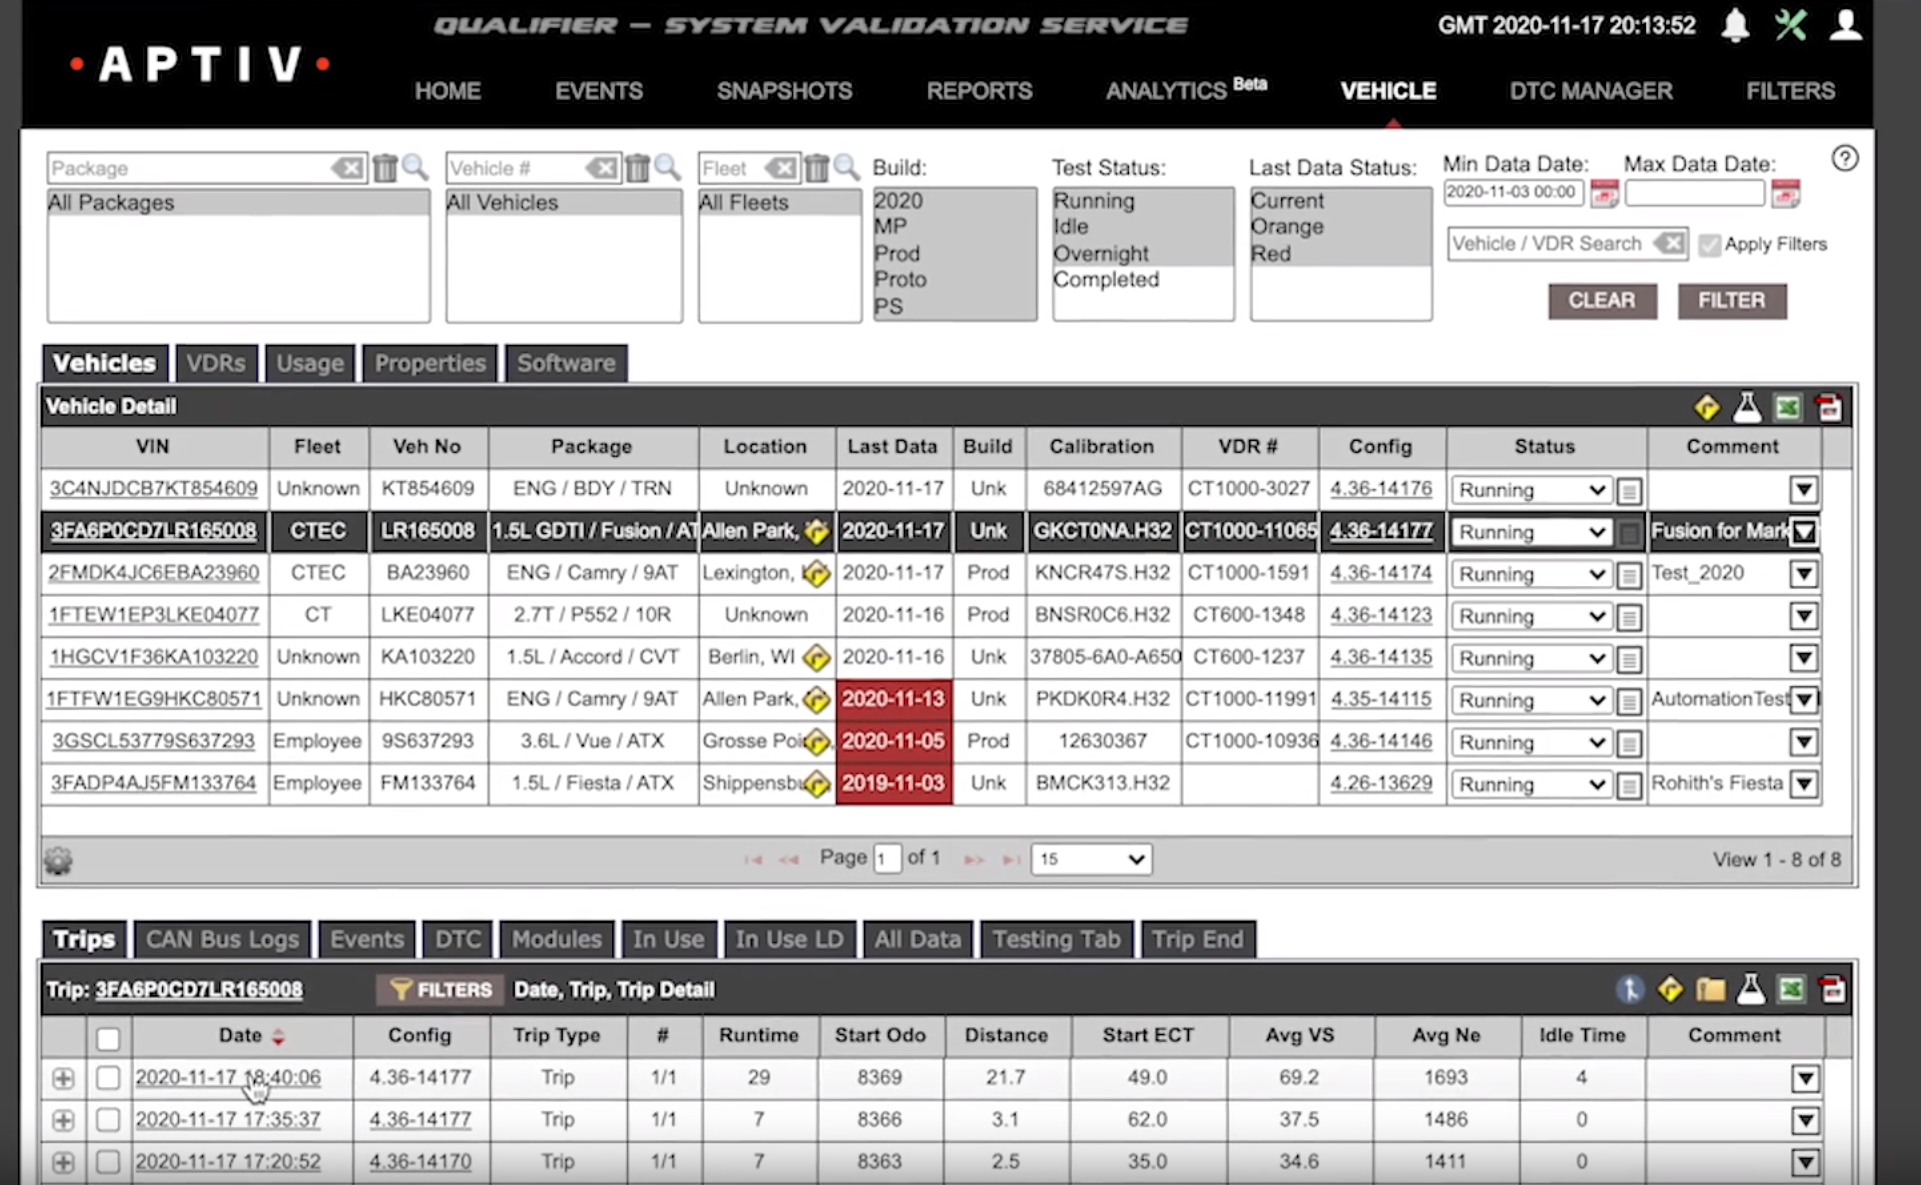 QUALIFIER – SYSTEM VALIDATION SERVICE
GMT 2020-11-17 20:13:52
APTIV
HOME EVENTS SNAPSHOTS REPORTS ANALYTICS Beta VEHICLE DTC MANAGER FILTERS
Package Vehicle # Fleet Build: Test Status: Last Data Status: Min Data Date: Max Data Date: ?
All Packages All Vehicles All Fleets 2020 Running Current 2020-11-03 00:00
MP Idle Orange
Prod Overnight Red Vehicle / VDR Search Apply Filters
Proto Completed
PS CLEAR FILTER
Vehicles VDRs Usage Properties Software
Vehicle Detail
VIN Fleet Veh No Package Location Last Data Build Calibration VDR # Config Status Comment
3C4NJDCB7KT854609 Unknown KT854609 ENG / BDY / TRN Unknown 2020-11-17 Unk 68412597AG CT1000-3027 4.36-14176 Running
3FA6P0CD7LR165008 CTEC LR165008 1.5L GDTI / Fusion / AT Allen Park, 2020-11-17 Unk GKCT0NA.H32 CT1000-11065 4.36-14177 Running Fusion for Mark
2FMDK4JC6EBA23960 CTEC BA23960 ENG / Camry / 9AT Lexington, 2020-11-17 Prod KNCR47S.H32 CT1000-1591 4.36-14174 Running Test_2020
1FTEW1EP3LKE04077 CT LKE04077 2.7T / P552 / 10R Unknown 2020-11-16 Prod BNSR0C6.H32 CT600-1348 4.36-14123 Running
1HGCV1F36KA103220 Unknown KA103220 1.5L / Accord / CVT Berlin, WI 2020-11-16 Unk 37805-6A0-A650 CT600-1237 4.36-14135 Running
1FTFW1EG9HKC80571 Unknown HKC80571 ENG / Camry / 9AT Allen Park, 2020-11-13 Unk PKDK0R4.H32 CT1000-11991 4.35-14115 Running AutomationTest
3GSCL53779S637293 Employee 9S637293 3.6L / Vue / ATX Grosse Poi 2020-11-05 Prod 12630367 CT1000-10936 4.36-14146 Running
3FADP4AJ5FM133764 Employee FM133764 1.5L / Fiesta / ATX Shippensbu 2019-11-03 Unk BMCK313.H32 4.26-13629 Running Rohith's Fiesta
Page 1 of 1 15 View 1 - 8 of 8
Trips CAN Bus Logs Events DTC Modules In Use In Use LD All Data Testing Tab Trip End
Trip: 3FA6P0CD7LR165008 FILTERS Date, Trip, Trip Detail
Date Config Trip Type # Runtime Start Odo Distance Start ECT Avg VS Avg Ne Idle Time Comment
2020-11-17 18:40:06 4.36-14177 Trip 1/1 29 8369 21.7 49.0 69.2 1693 4
2020-11-17 17:35:37 4.36-14177 Trip 1/1 7 8366 3.1 62.0 37.5 1486 0
2020-11-17 17:20:52 4.36-14170 Trip 1/1 7 8363 2.5 35.0 34.6 1411 0